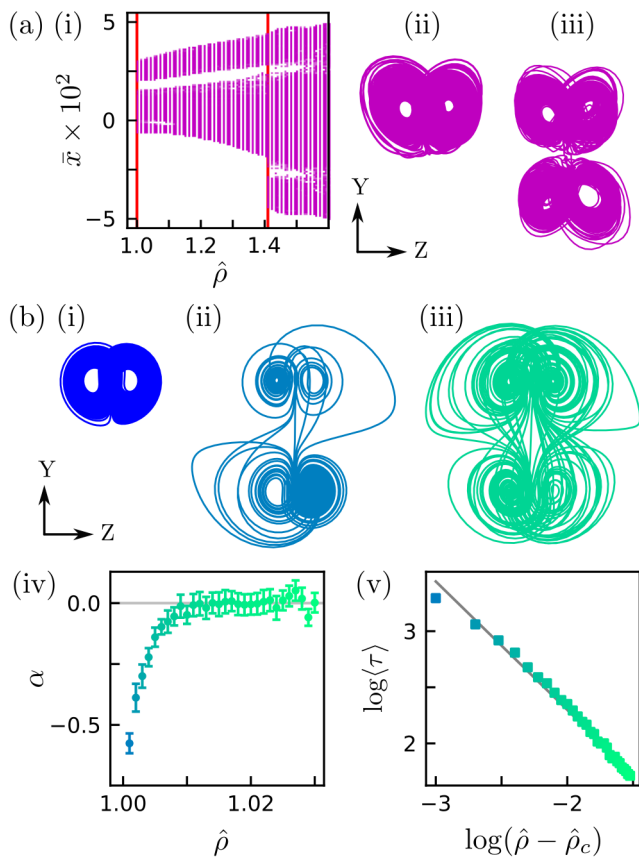 (a) (i) (ii) (iii)
5
0
−5
x̄ × 10²
1.0 1.2 1.4
ρ̂
Y
Z
(b) (i) (ii) (iii)
Y
Z
(iv) (v)
0.0
−0.5
α
1.00 1.02
ρ̂
3
2
log⟨τ⟩
−3 −2
log(ρ̂ − ρ̂c)